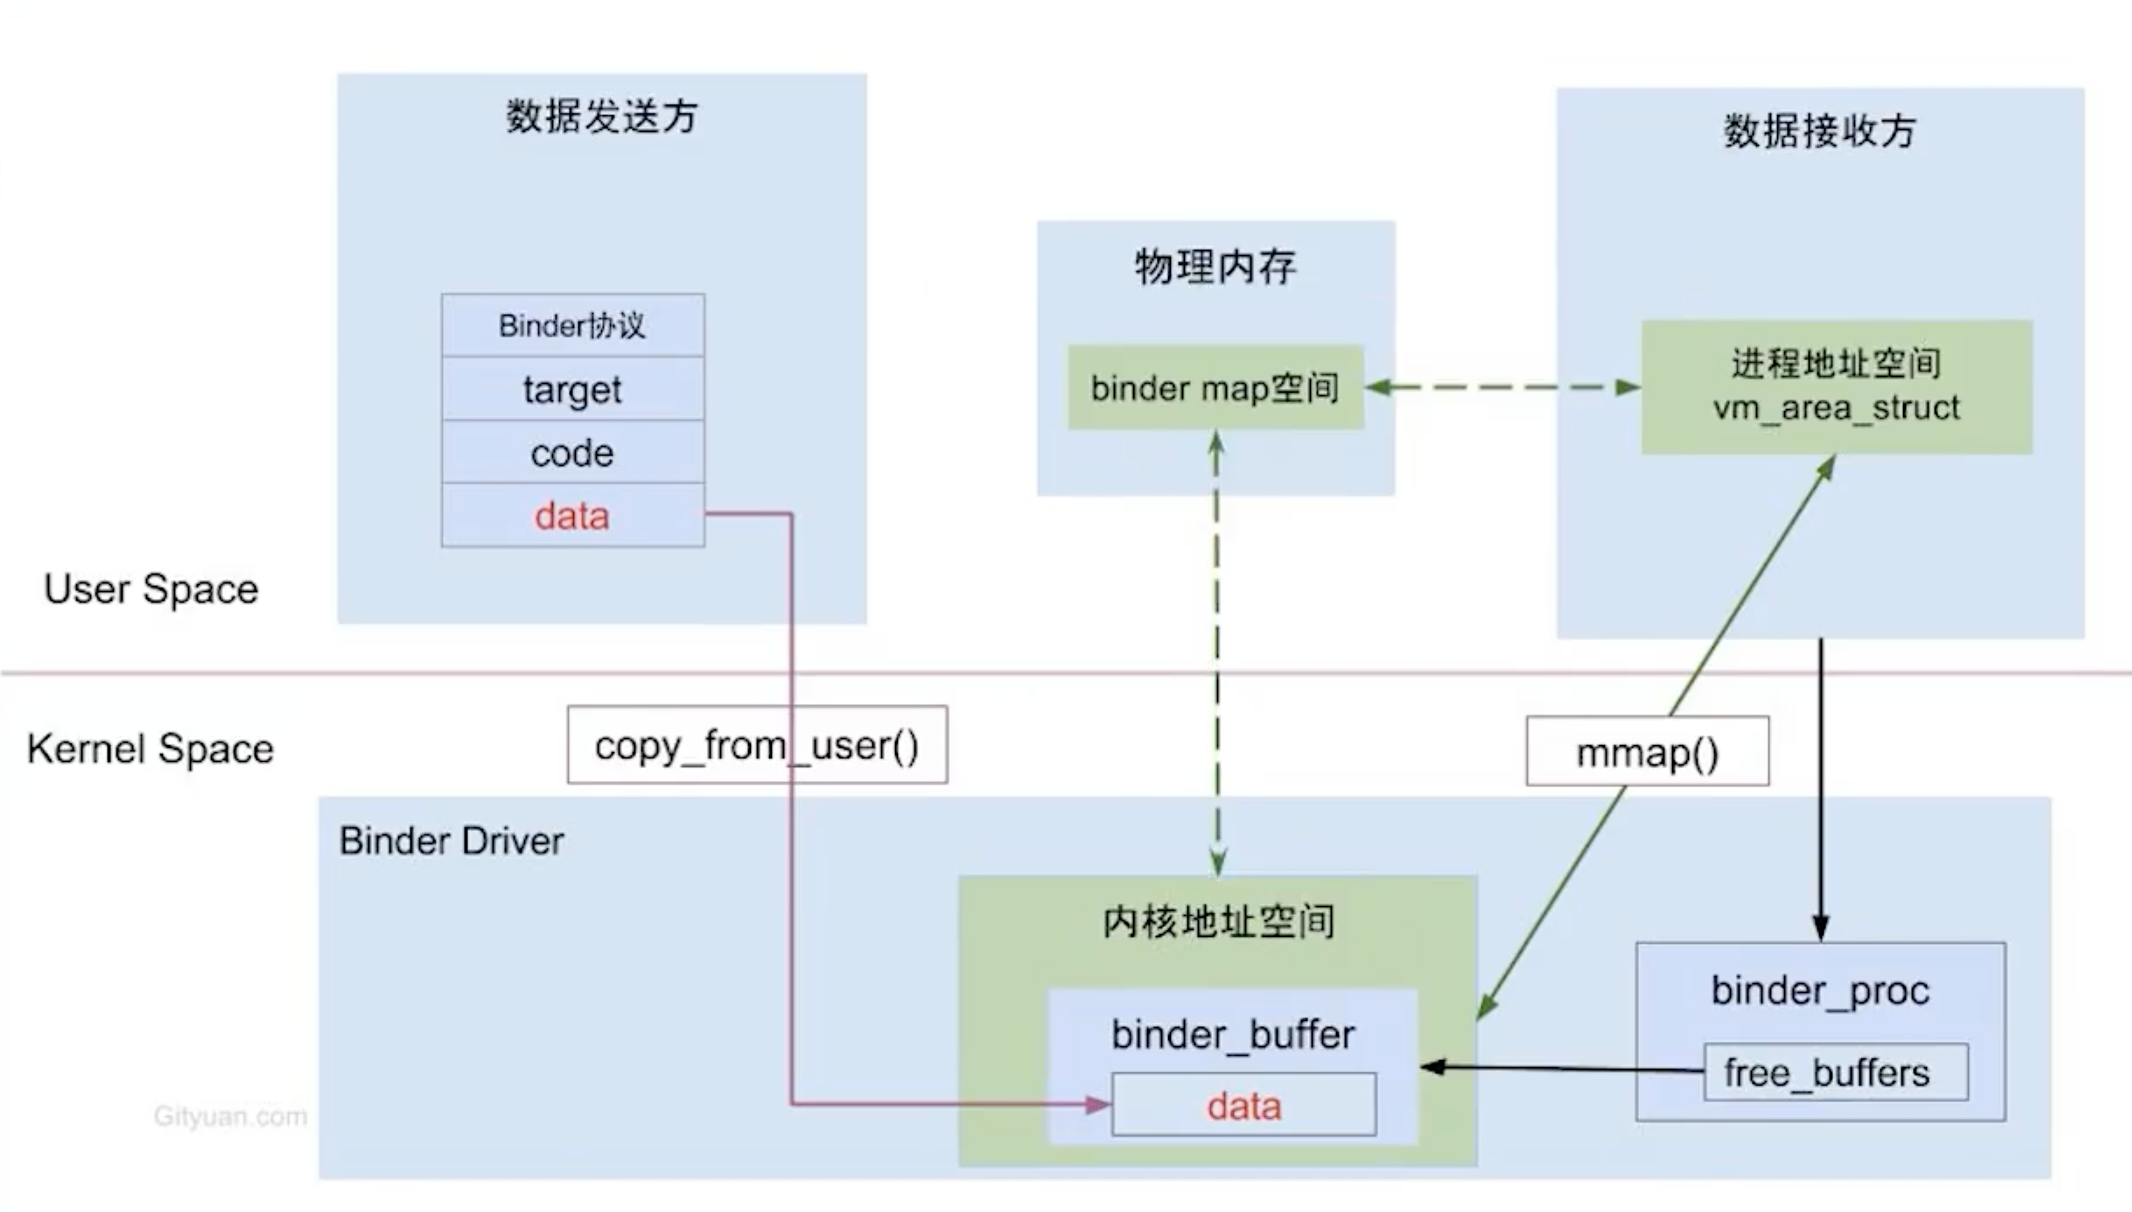 数据发送方
数据接收方
物理内存
Binder协议
target
code
data
binder map空间
进程地址空间
vm_area_struct
User Space
Kernel Space
copy_from_user()
mmap()
Binder Driver
内核地址空间
binder_buffer
data
binder_proc
free_buffers
Gityuan.com